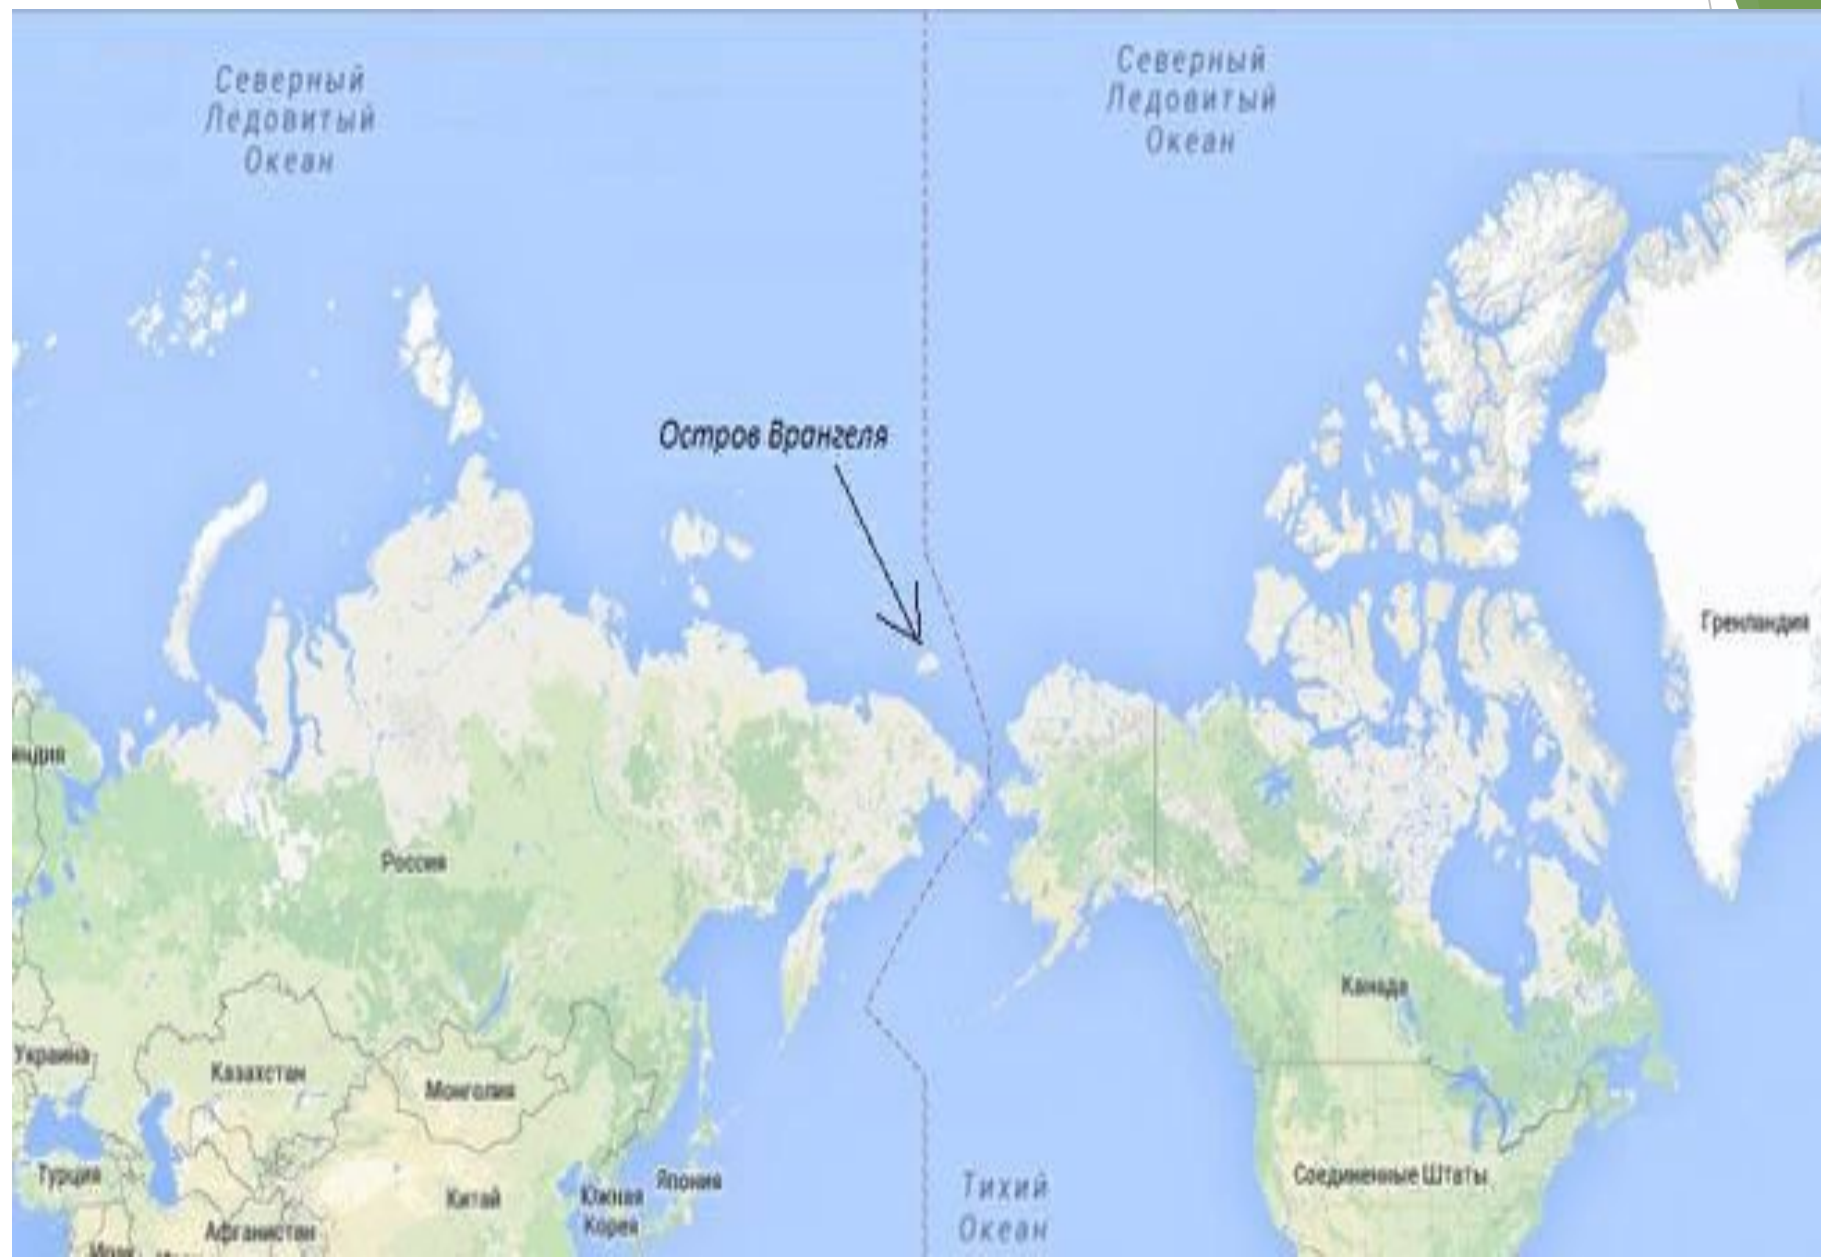 Северный
Ледовитый
Океан
Северный
Ледовитый
Океан
Остров Врангеля
Гренландия
Россия
Канада
Украина
Казахстан
Монголия
Турция
Афганистан
Китай
Южная
Корея
Япония
Тихий
Океан
Соединенные Штаты